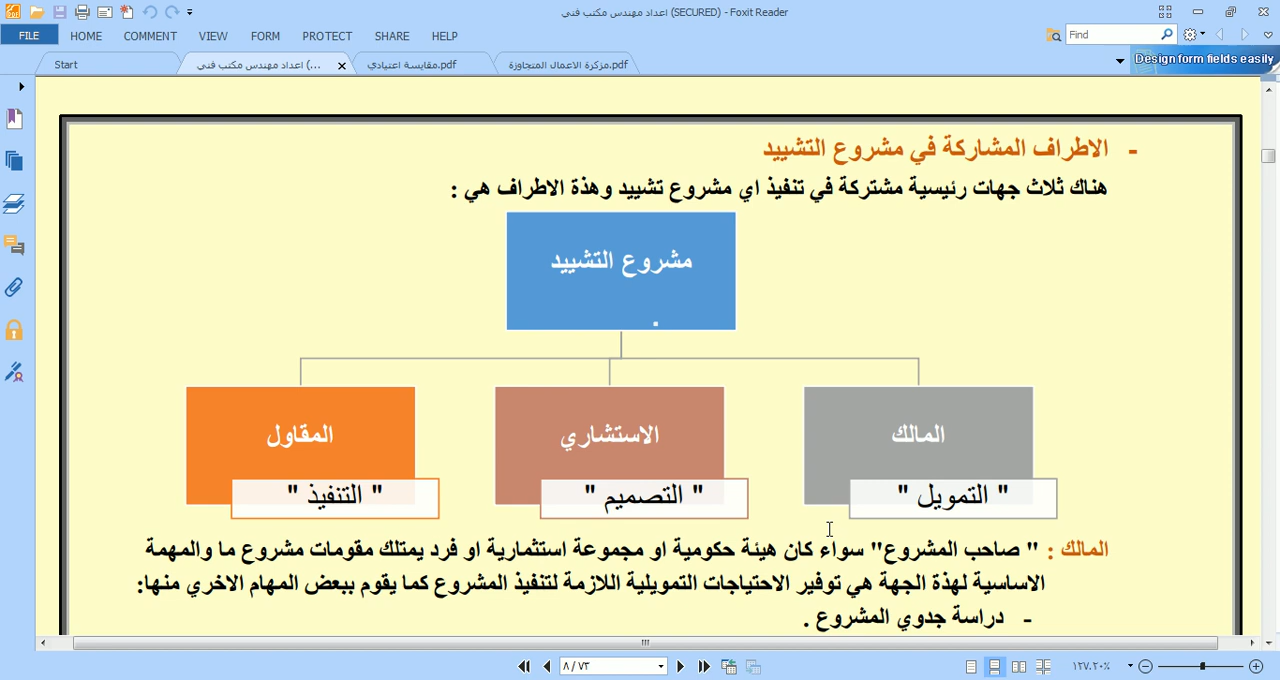 اعداد مهندس مكتب فني (SECURED) - Foxit Reader
FILE HOME COMMENT VIEW FORM PROTECT SHARE HELP
Find
Start
اعداد مهندس مكتب فني (...
مقايسة اعتيادي.pdf
مزكرة الاعمال المتجاوزة.pdf
Design form fields easily
- الاطراف المشاركة في مشروع التشييد
هناك ثلاث جهات رئيسية مشتركة في تنفيذ اي مشروع تشييد وهذة الاطراف هي :
مشروع التشييد
.
المالك
" التمويل "
الاستشاري
" التصميم "
المقاول
" التنفيذ "
المالك : " صاحب المشروع" سواء كان هيئة حكومية او مجموعة استثمارية او فرد يمتلك مقومات مشروع ما والمهمة
الاساسية لهذة الجهة هي توفير الاحتياجات التمويلية اللازمة لتنفيذ المشروع كما يقوم ببعض المهام الاخري منها:
- دراسة جدوي المشروع .
٨ / ٧٣
١٢٧.٢٠%